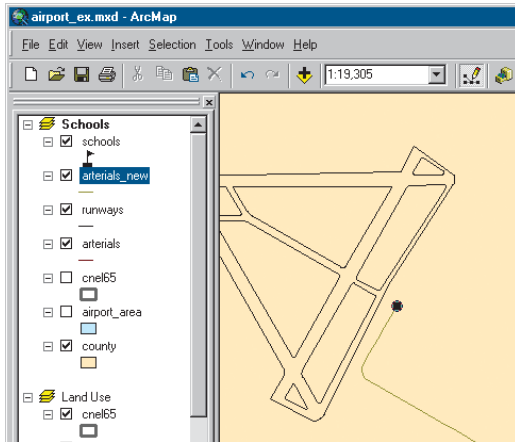 airport_ex.mxd - ArcMap
File Edit View Insert Selection Tools Window Help
1:19,305
Schools
schools
arterials_new
runways
arterials
cnel65
airport_area
county
Land Use
cnel65